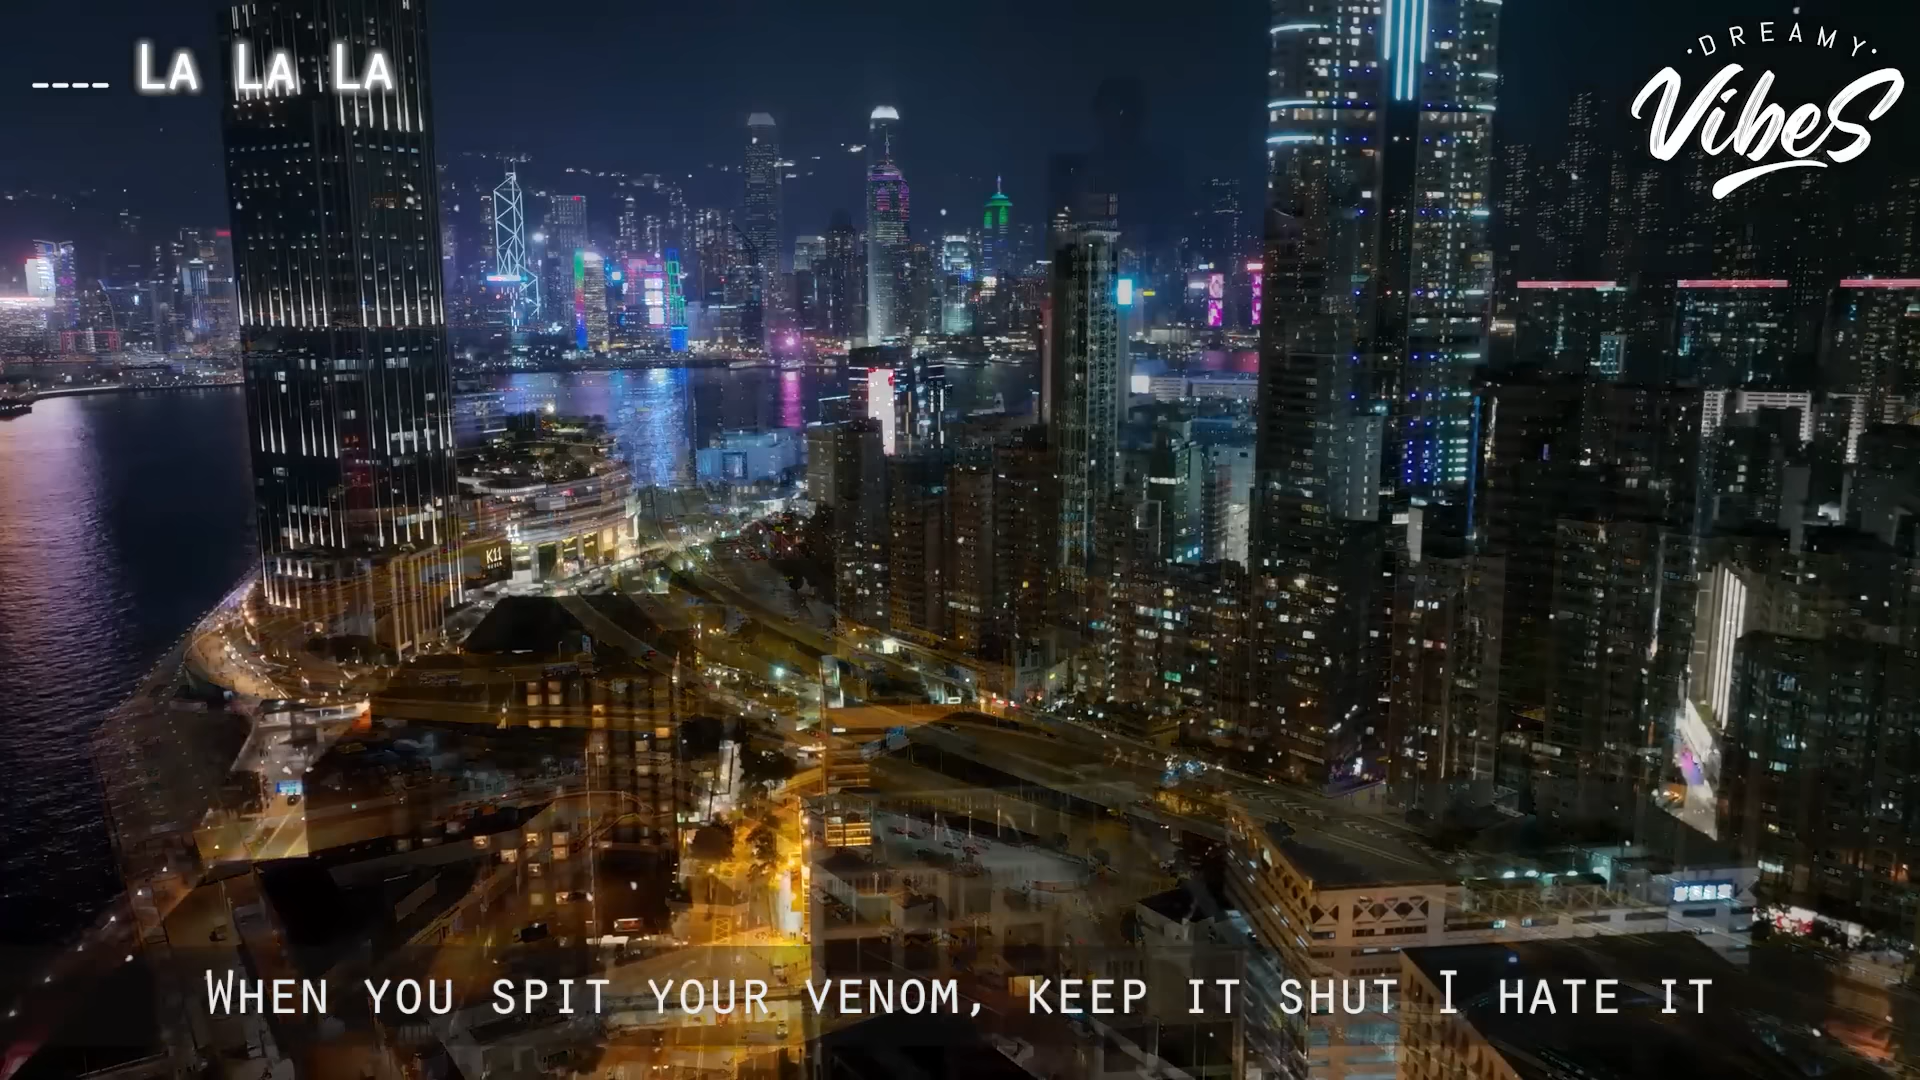 ---- La La La
·DREAMY·
Vibes
K11
When you spit your venom, keep it shut I hate it